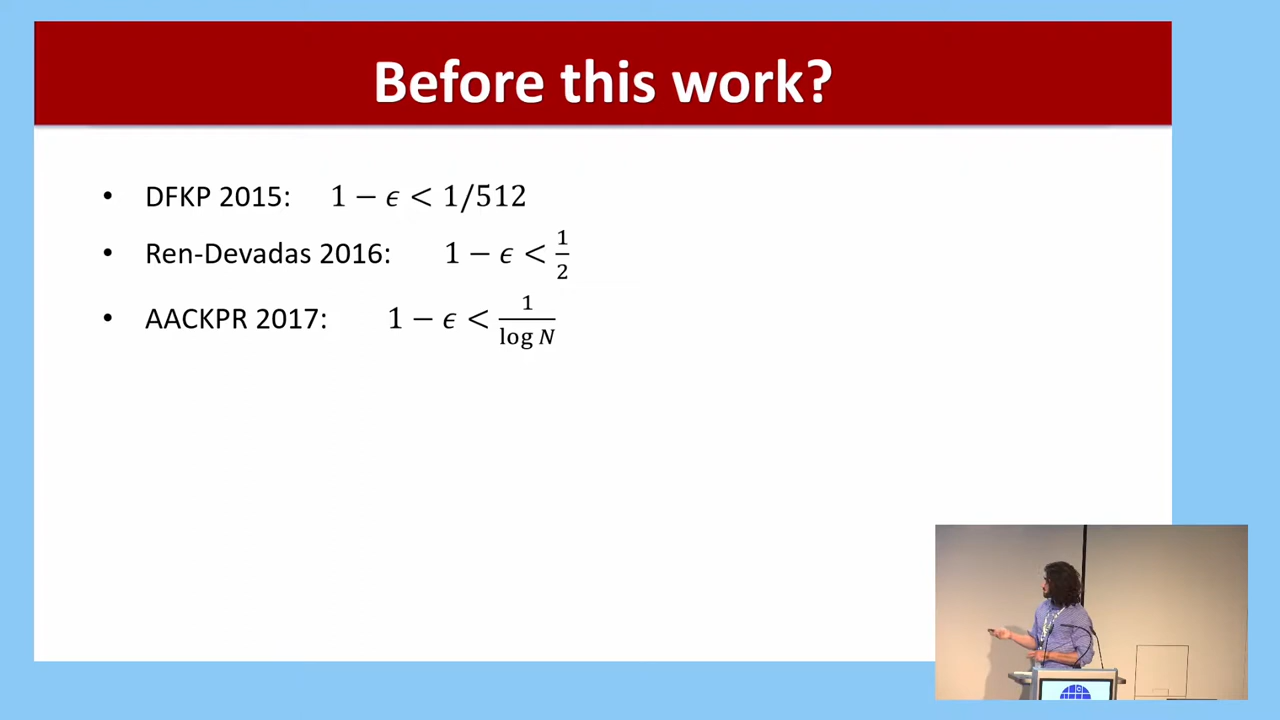 Before this work?
• DFKP 2015: 1 − ϵ < 1/512
• Ren-Devadas 2016: 1 − ϵ < 1/2
• AACKPR 2017: 1 − ϵ < 1/log N